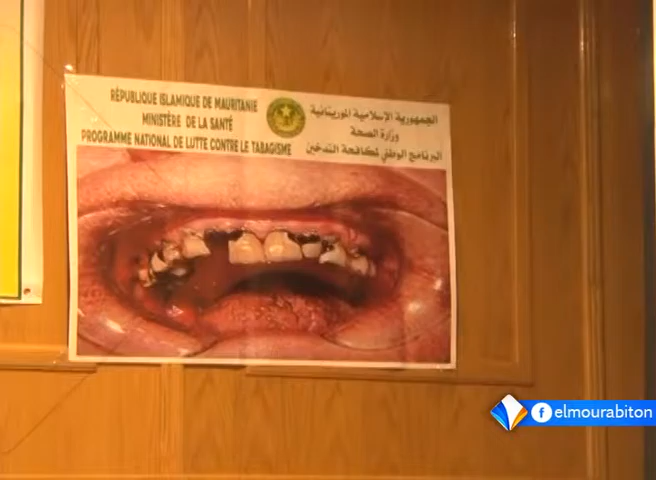 RÉPUBLIQUE ISLAMIQUE DE MAURITANIE
MINISTÈRE DE LA SANTÉ
PROGRAMME NATIONAL DE LUTTE CONTRE LE TABAGISME
الجمهورية الإسلامية الموريتانية
وزارة الصحة
البرنامج الوطني لمكافحة التدخين
elmourabiton